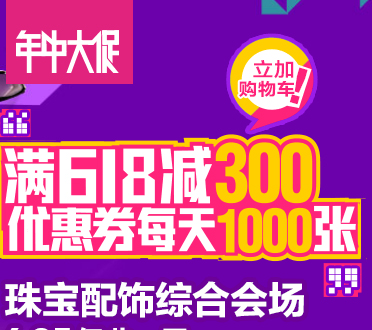 年中大促
立加
购物车!
满618减300
优惠券每天1000张
珠宝配饰综合会场